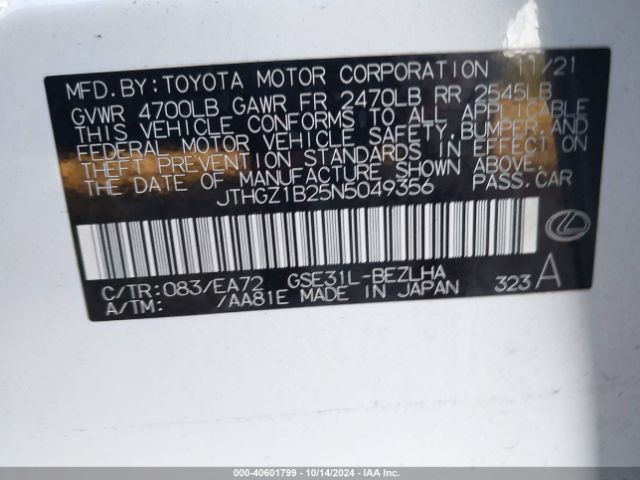 MFD. BY: TOYOTA MOTOR CORPORATION 11/21
GVWR 4700LB GAWR FR 2470LB RR 2545LB
THIS VEHICLE CONFORMS TO ALL APPLICABLE
FEDERAL MOTOR VEHICLE SAFETY, BUMPER, AND
THEFT PREVENTION STANDARDS IN EFFECT ON
THE DATE OF MANUFACTURE SHOWN ABOVE.
JTHGZ1B25N5049356 PASS. CAR
C/TR: 083/EA72 GSE31L-BEZLHA
A/TM: /AA81E MADE IN JAPAN 323 A
000-40601799 - 10/14/2024 - IAA Inc.